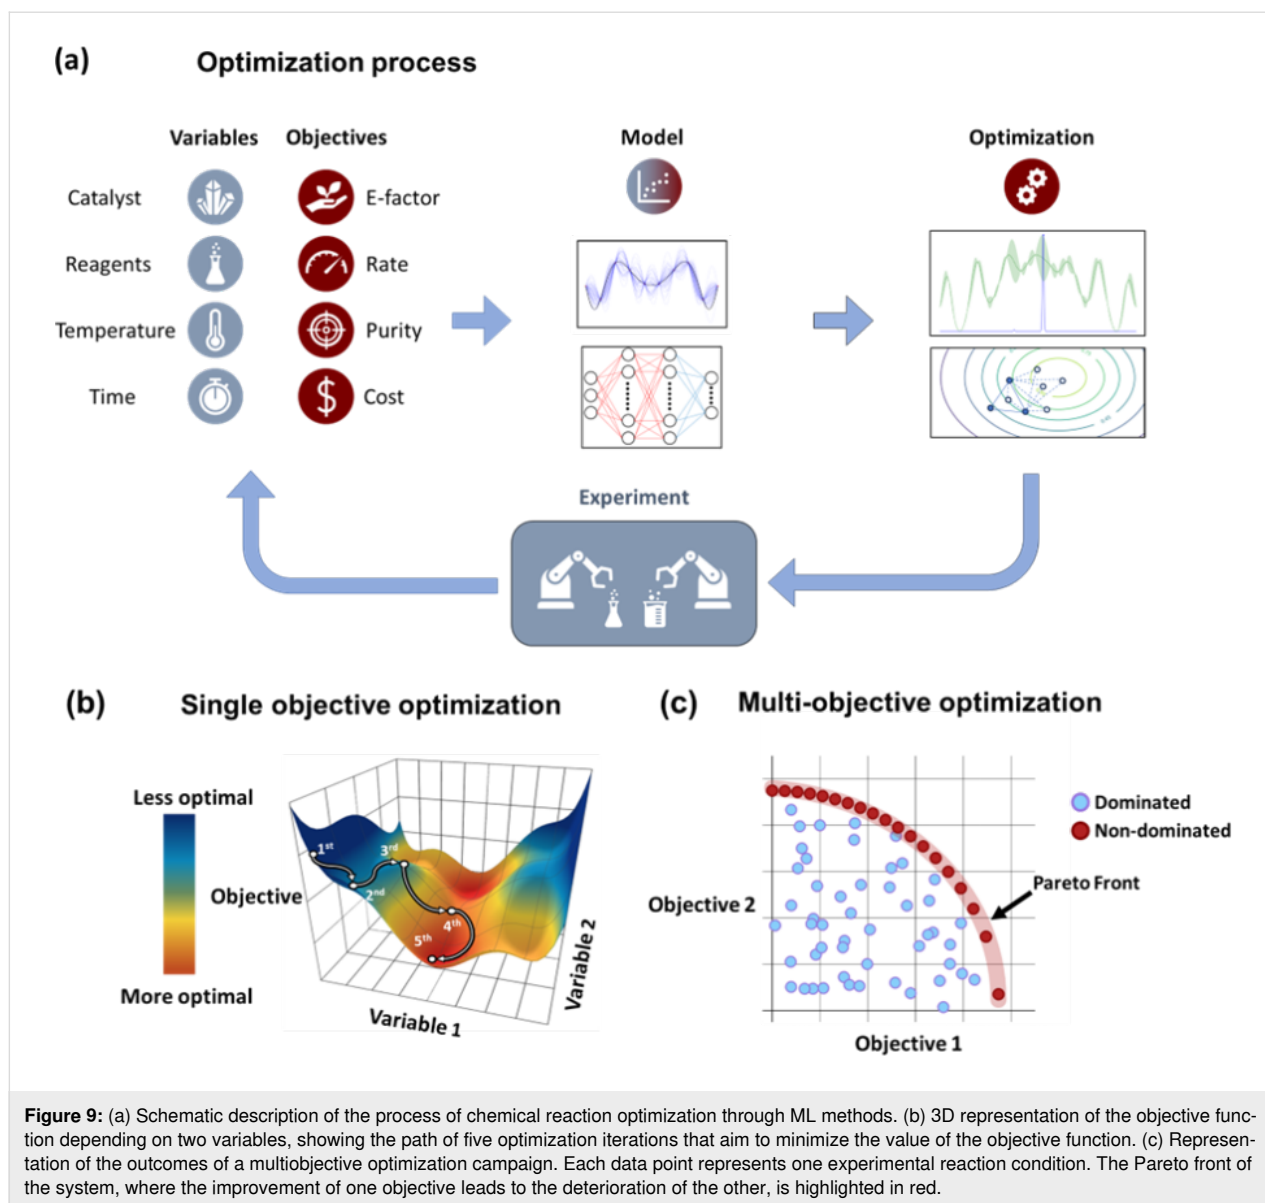 (a) Optimization process
Variables Objectives Model Optimization
Catalyst E-factor
Reagents Rate
Temperature Purity
Time Cost
Experiment
(b) Single objective optimization
Less optimal
Objective
More optimal
1st
2nd
3rd
4th
5th
Variable 1
Variable 2
(c) Multi-objective optimization
Dominated
Non-dominated
Pareto Front
Objective 2
Objective 1
Figure 9: (a) Schematic description of the process of chemical reaction optimization through ML methods. (b) 3D representation of the objective func-
tion depending on two variables, showing the path of five optimization iterations that aim to minimize the value of the objective function. (c) Represen-
tation of the outcomes of a multiobjective optimization campaign. Each data point represents one experimental reaction condition. The Pareto front of
the system, where the improvement of one objective leads to the deterioration of the other, is highlighted in red.